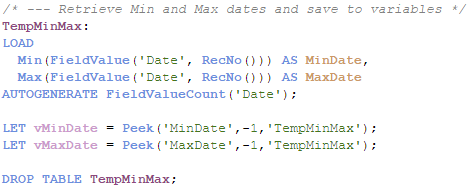 /* --- Retrieve Min and Max dates and save to variables */
TempMinMax:
LOAD
Min(FieldValue('Date', RecNo())) AS MinDate,
Max(FieldValue('Date', RecNo())) AS MaxDate
AUTOGENERATE FieldValueCount('Date');
LET vMinDate = Peek('MinDate',-1,'TempMinMax');
LET vMaxDate = Peek('MaxDate',-1,'TempMinMax');
DROP TABLE TempMinMax;